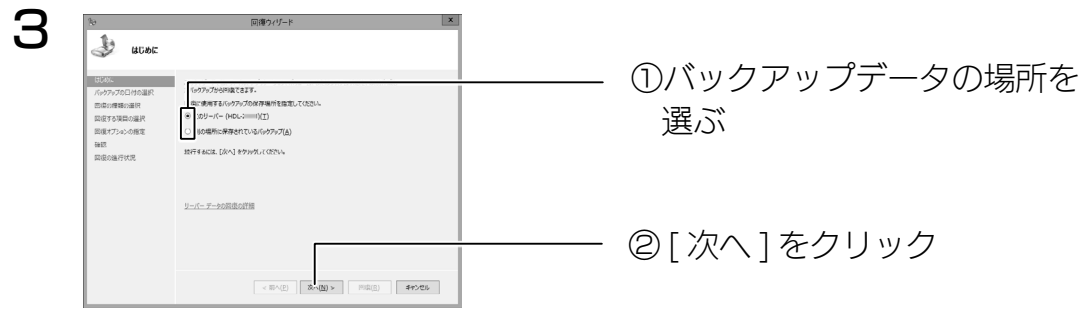 3
回復ウィザード
はじめに
はじめに
バックアップの日付の選択
回復の種類の選択
回復する項目の選択
回復オプションの指定
確認
回復の進行状況
バックアップから回復できます。
に使用するバックアップの保存場所を指定してください。
のサーバー (HDL-
の場所に保存されているバックアップ(A)
続行するには、[次へ] をクリックしてください。
サーバー データの回復の詳細
< 前へ(P)
次へ(N) >
回復(R)
キャンセル
①バックアップデータの場所を
選ぶ
② [ 次へ ] をクリック